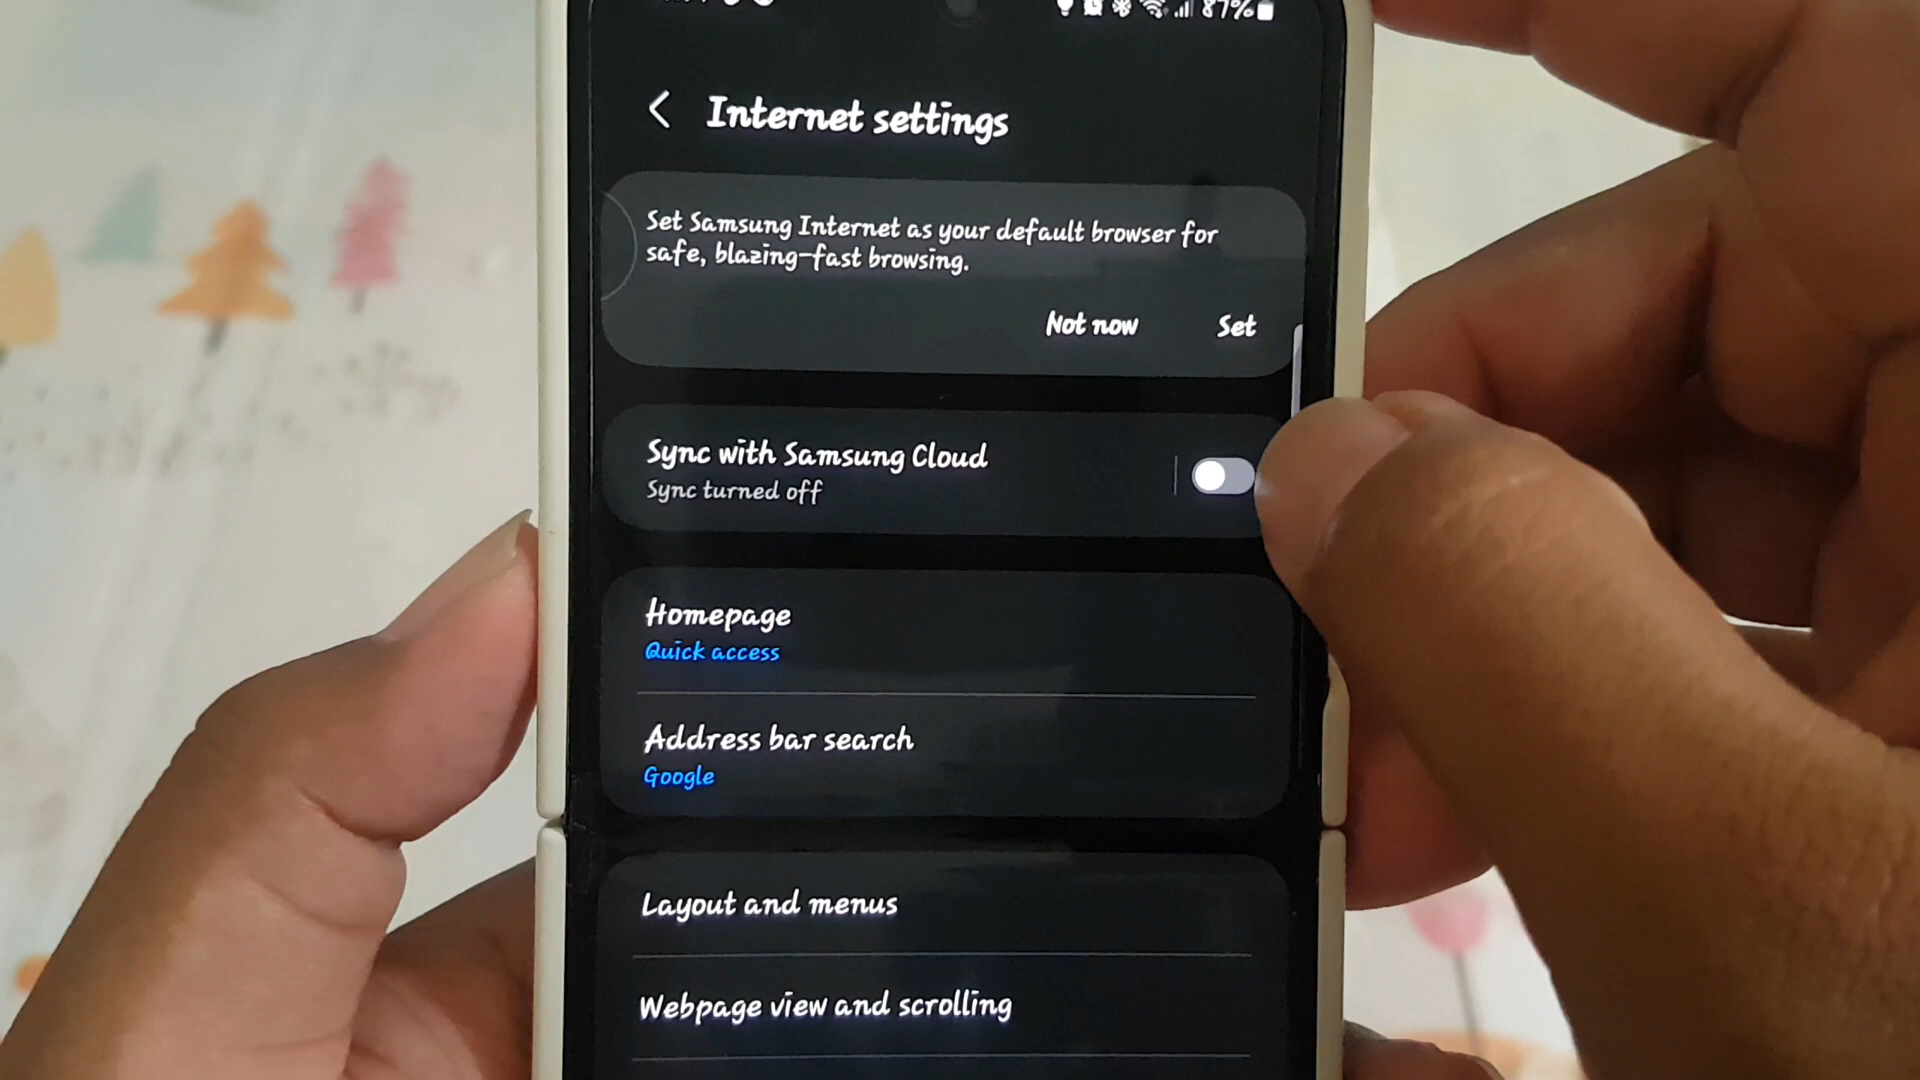 87%
Internet settings
Set Samsung Internet as your default browser for
safe, blazing-fast browsing.
Not now Set
Sync with Samsung Cloud
Sync turned off
Homepage
Quick access
Address bar search
Google
Layout and menus
Webpage view and scrolling